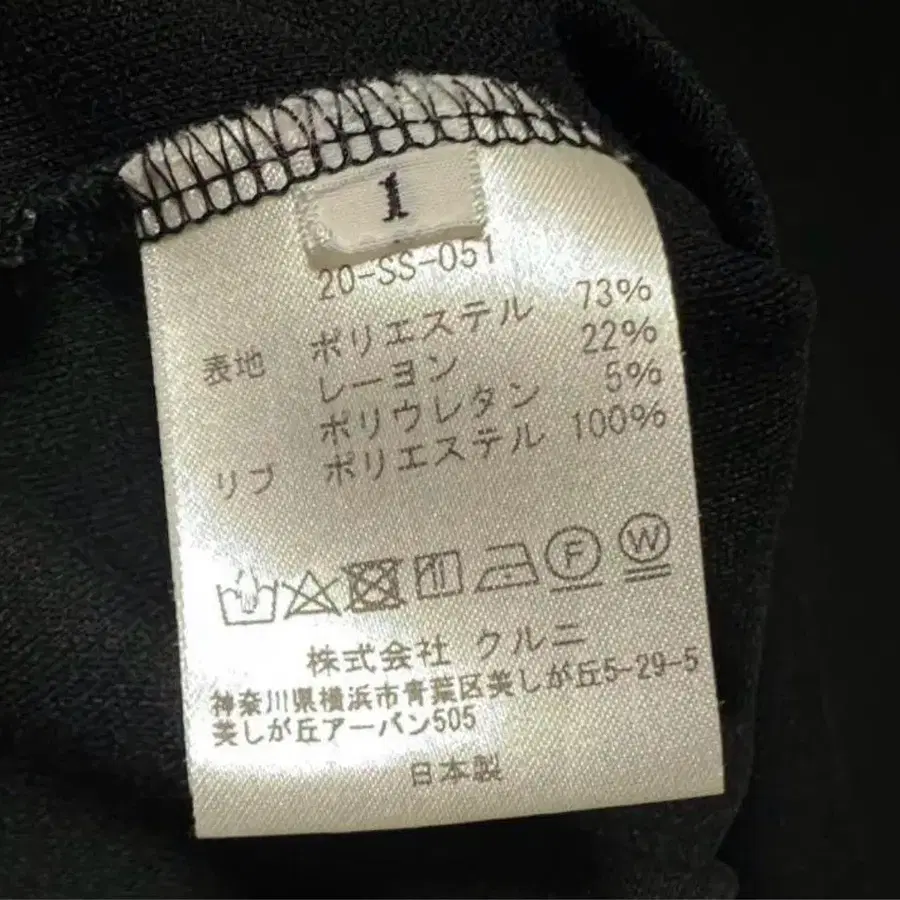 1
20-SS-051
表地 ポリエステル 73%
レーヨン 22%
ポリウレタン 5%
リブ ポリエステル 100%
F W
株式会社 クルニ
神奈川県横浜市青葉区美しが丘5-29-5
美しが丘アーバン505
日本製